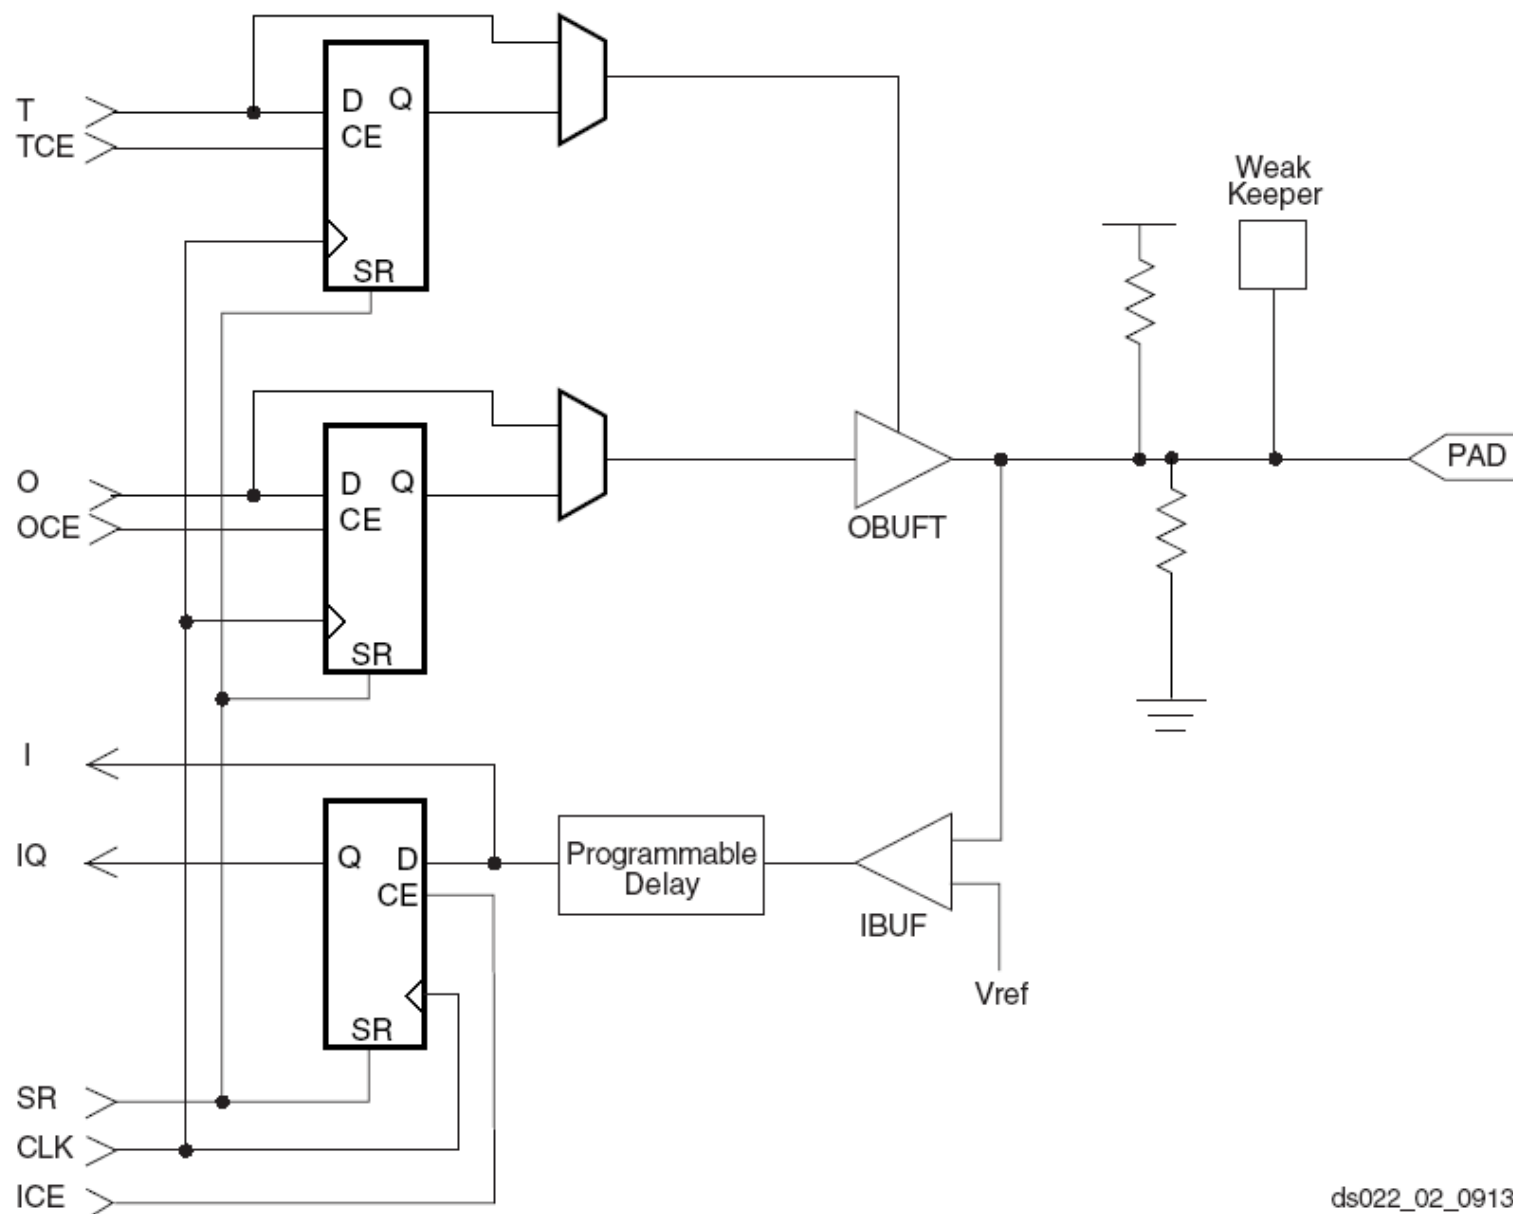 T
TCE
D Q
CE
SR
Weak
Keeper
O
OCE
D Q
CE
SR
OBUFT
PAD
I
IQ
Q D
CE
SR
Programmable
Delay
IBUF
Vref
SR
CLK
ICE
ds022_02_0913